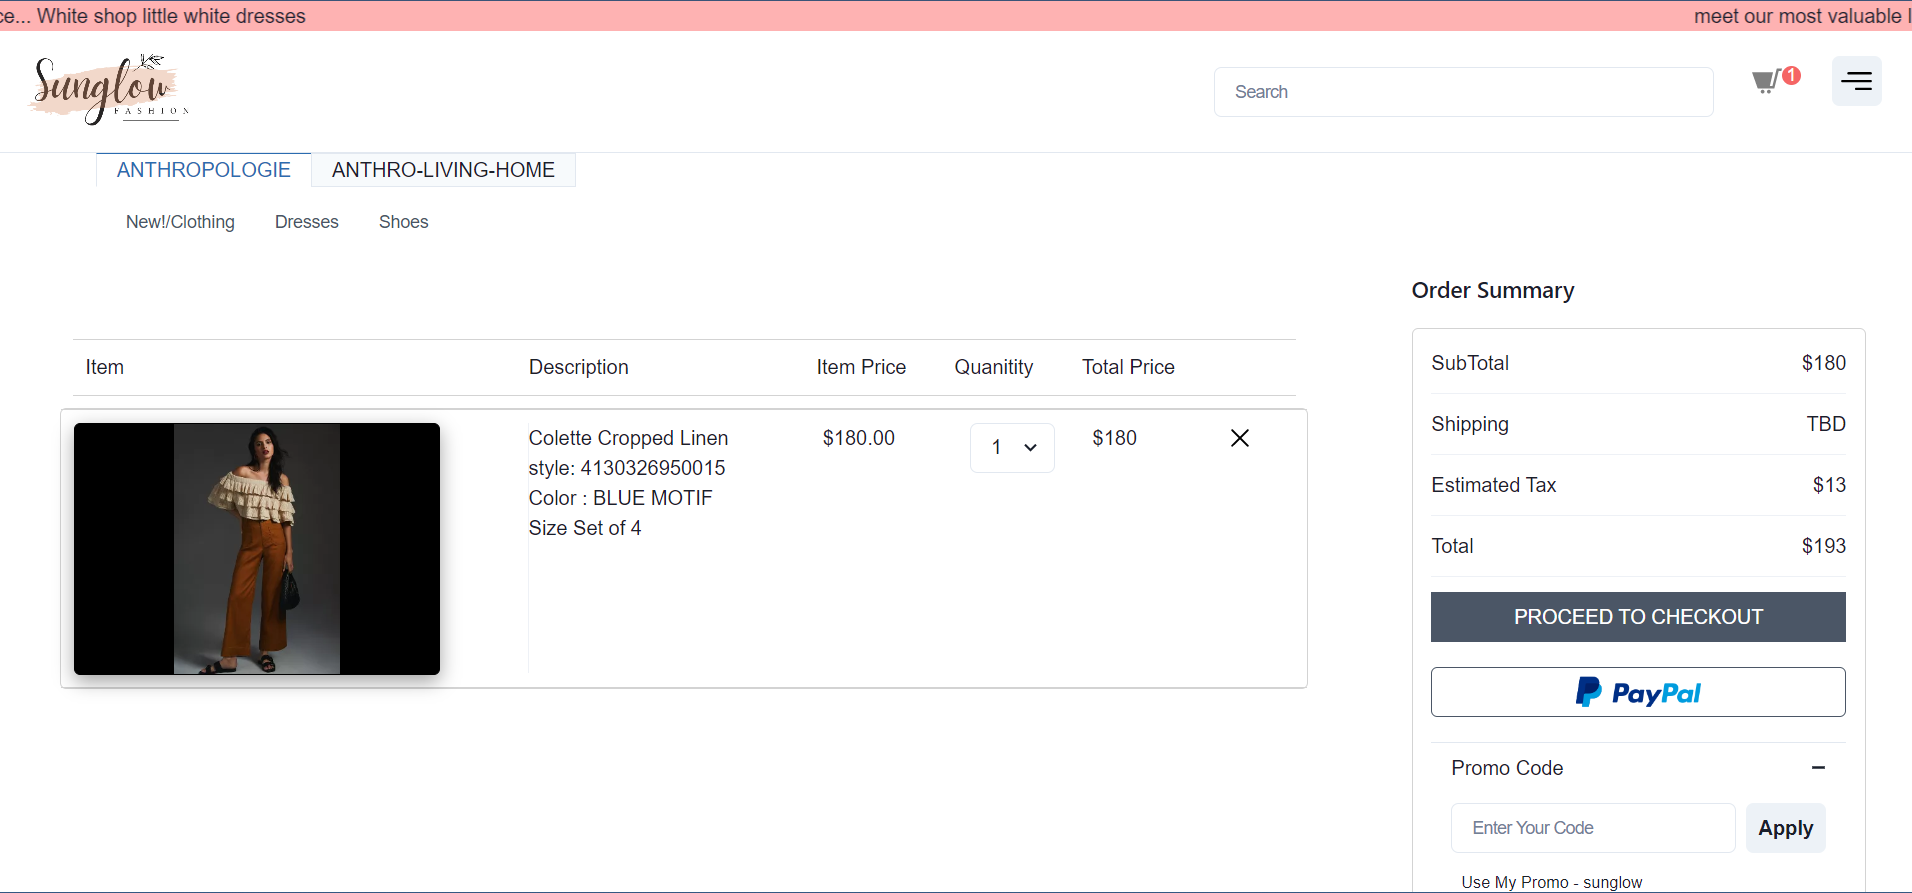 ce... White shop little white dresses
meet our most valuable l
Sunglow
FASHION
Search
1
ANTHROPOLOGIE
ANTHRO-LIVING-HOME
New!/Clothing
Dresses
Shoes
Item
Description
Item Price
Quanitity
Total Price
Colette Cropped Linen
style: 4130326950015
Color : BLUE MOTIF
Size Set of 4
$180.00
1
$180
Order Summary
SubTotal $180
Shipping TBD
Estimated Tax $13
Total $193
PROCEED TO CHECKOUT
PayPal
Promo Code
Enter Your Code
Apply
Use My Promo - sunglow